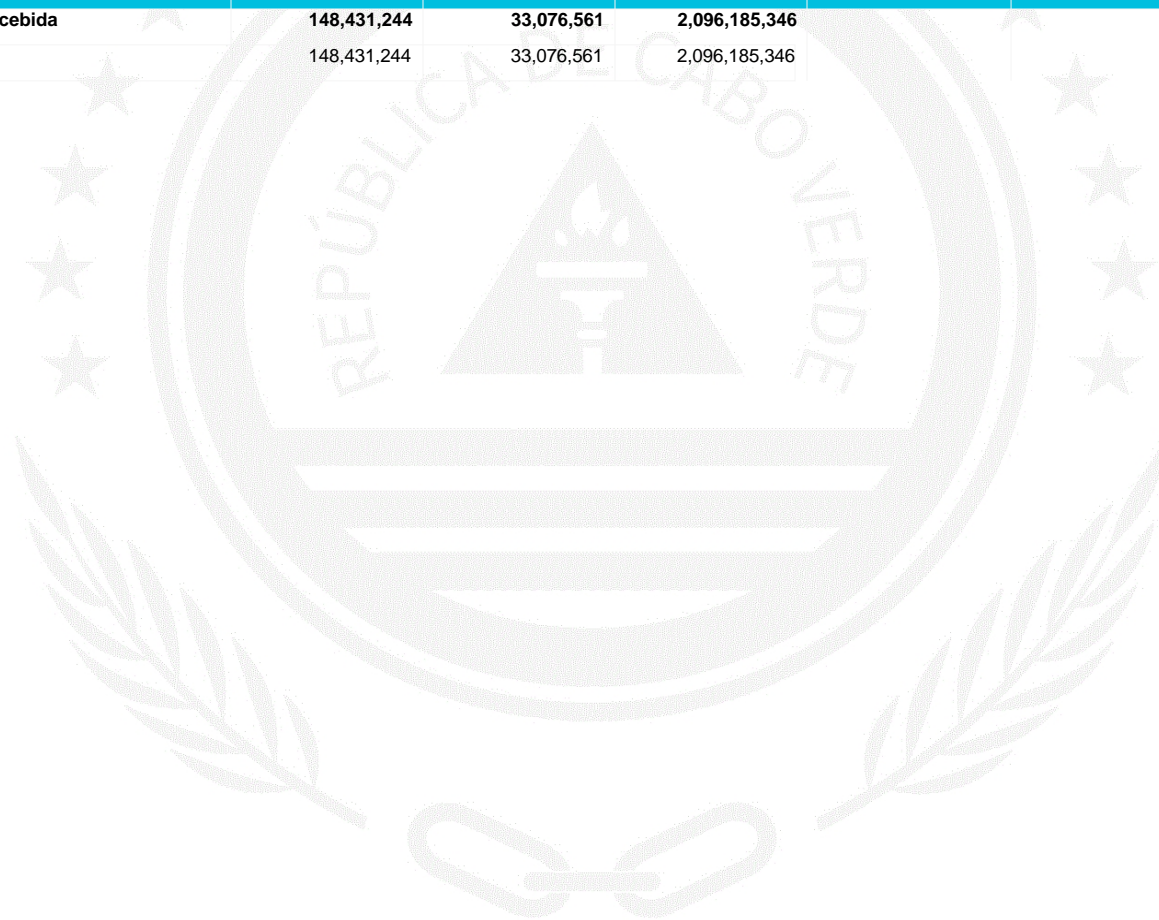 cebida 148,431,244 33,076,561 2,096,185,346
148,431,244 33,076,561 2,096,185,346
REPÚBLICA DE CABO VERDE